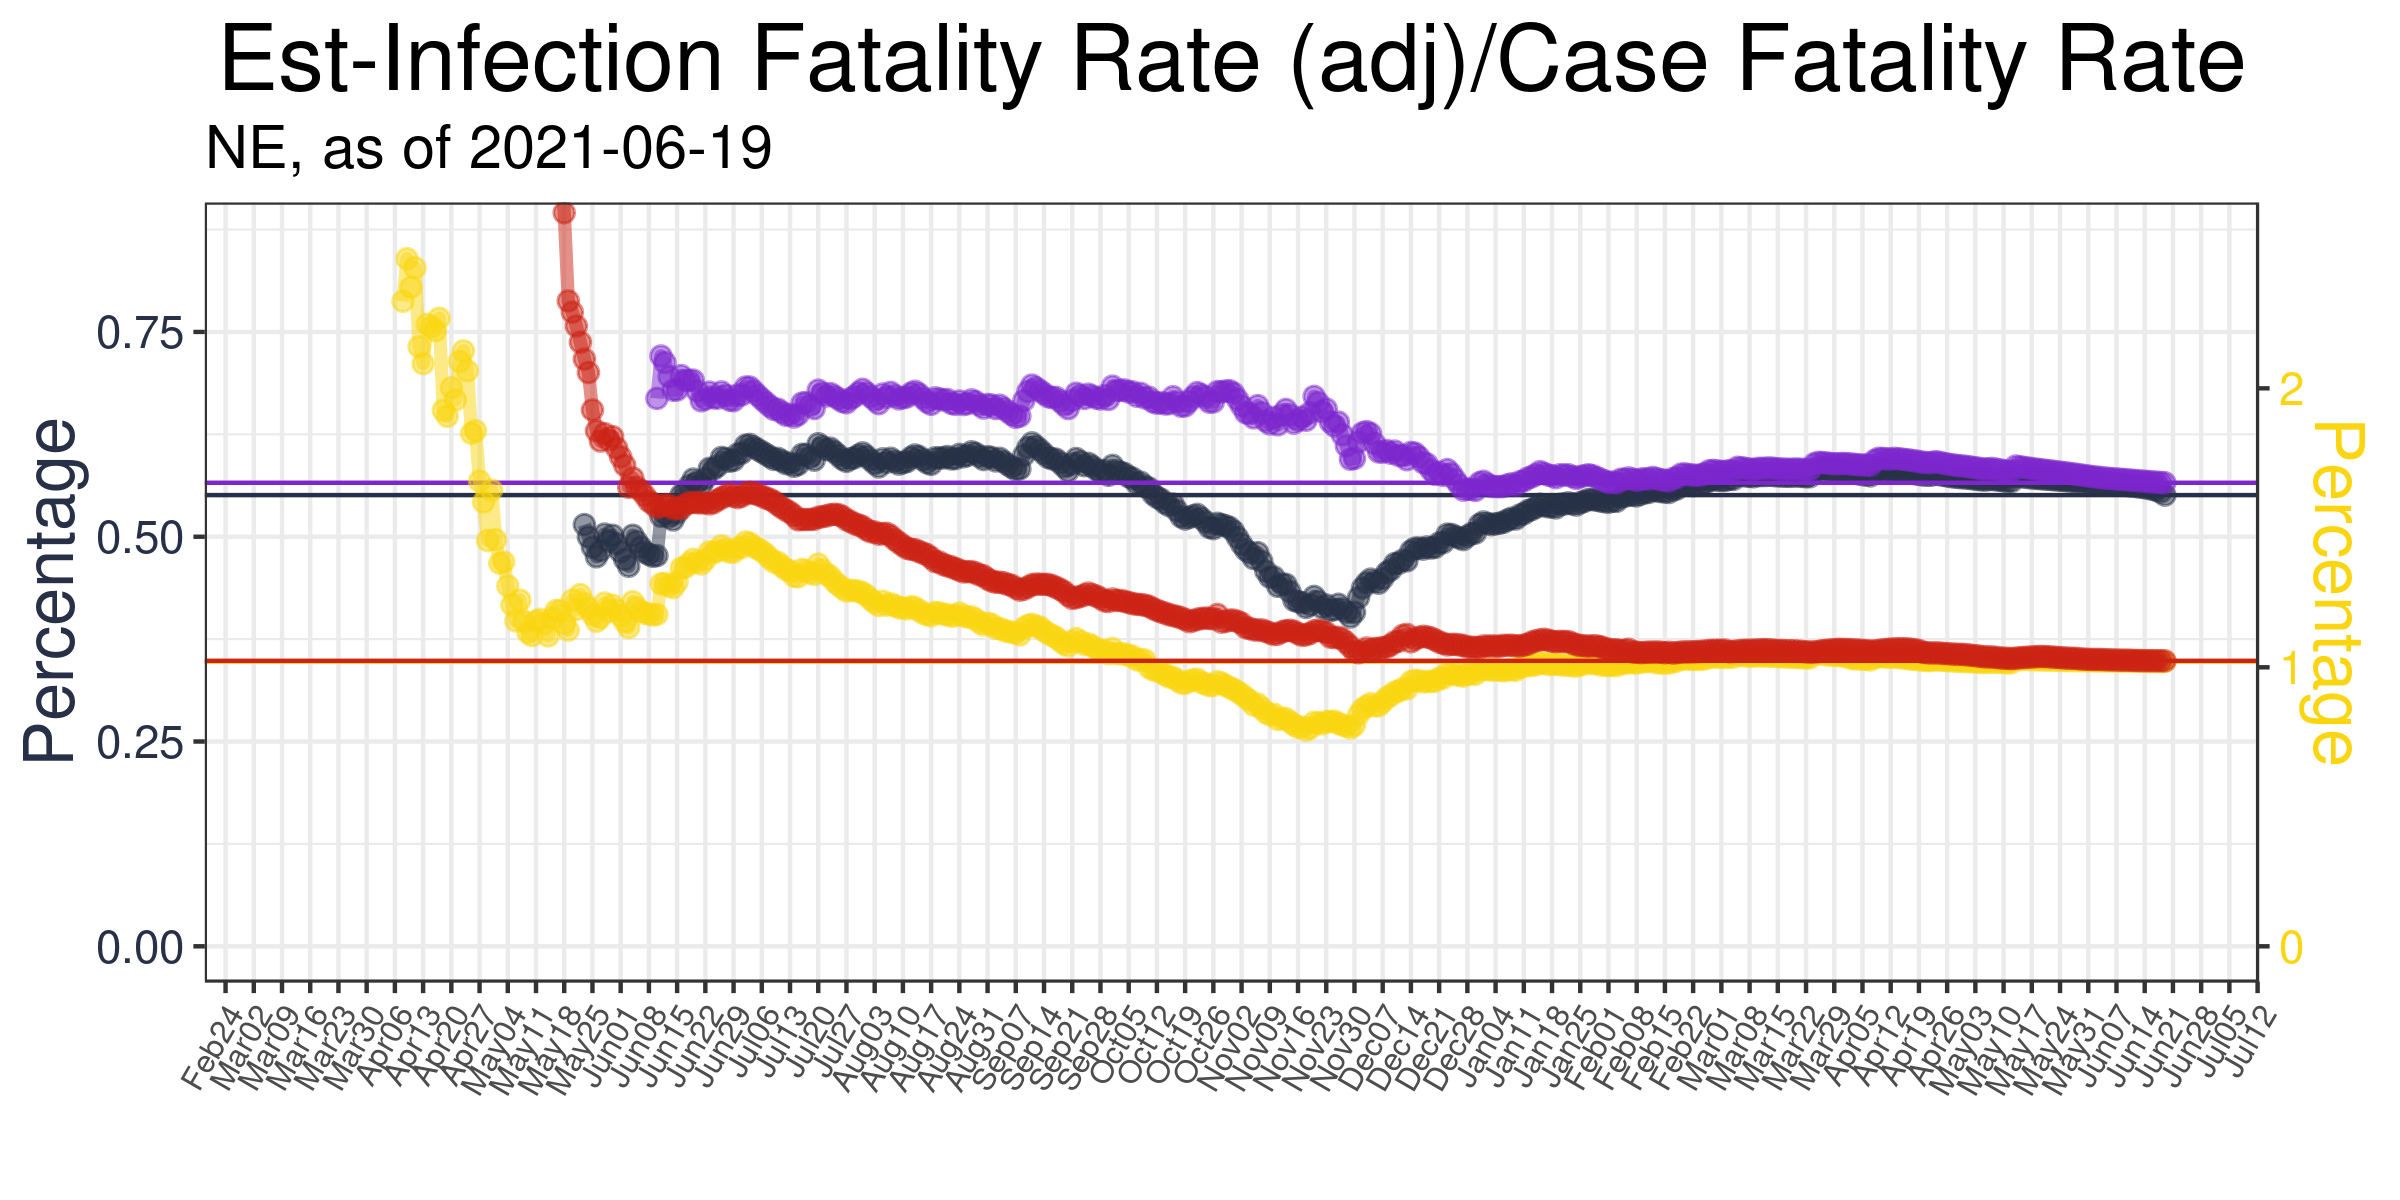 Est-Infection Fatality Rate (adj)/Case Fatality Rate
NE, as of 2021-06-19
Percentage
0.75
0.50
0.25
0.00
2
1
0
Percentage
Feb24
Mar02
Mar09
Mar16
Mar23
Mar30
Apr06
Apr13
Apr20
Apr27
May04
May11
May18
May25
Jun01
Jun08
Jun15
Jun22
Jun29
Jul06
Jul13
Jul20
Jul27
Aug03
Aug10
Aug17
Aug24
Aug31
Sep07
Sep14
Sep21
Sep28
Oct05
Oct12
Oct19
Oct26
Nov02
Nov09
Nov16
Nov23
Nov30
Dec07
Dec14
Dec21
Dec28
Jan04
Jan11
Jan18
Jan25
Feb01
Feb08
Feb15
Feb22
Mar01
Mar08
Mar15
Mar22
Mar29
Apr05
Apr12
Apr19
Apr26
May03
May10
May17
May24
May31
Jun07
Jun14
Jun21
Jun28
Jul05
Jul12